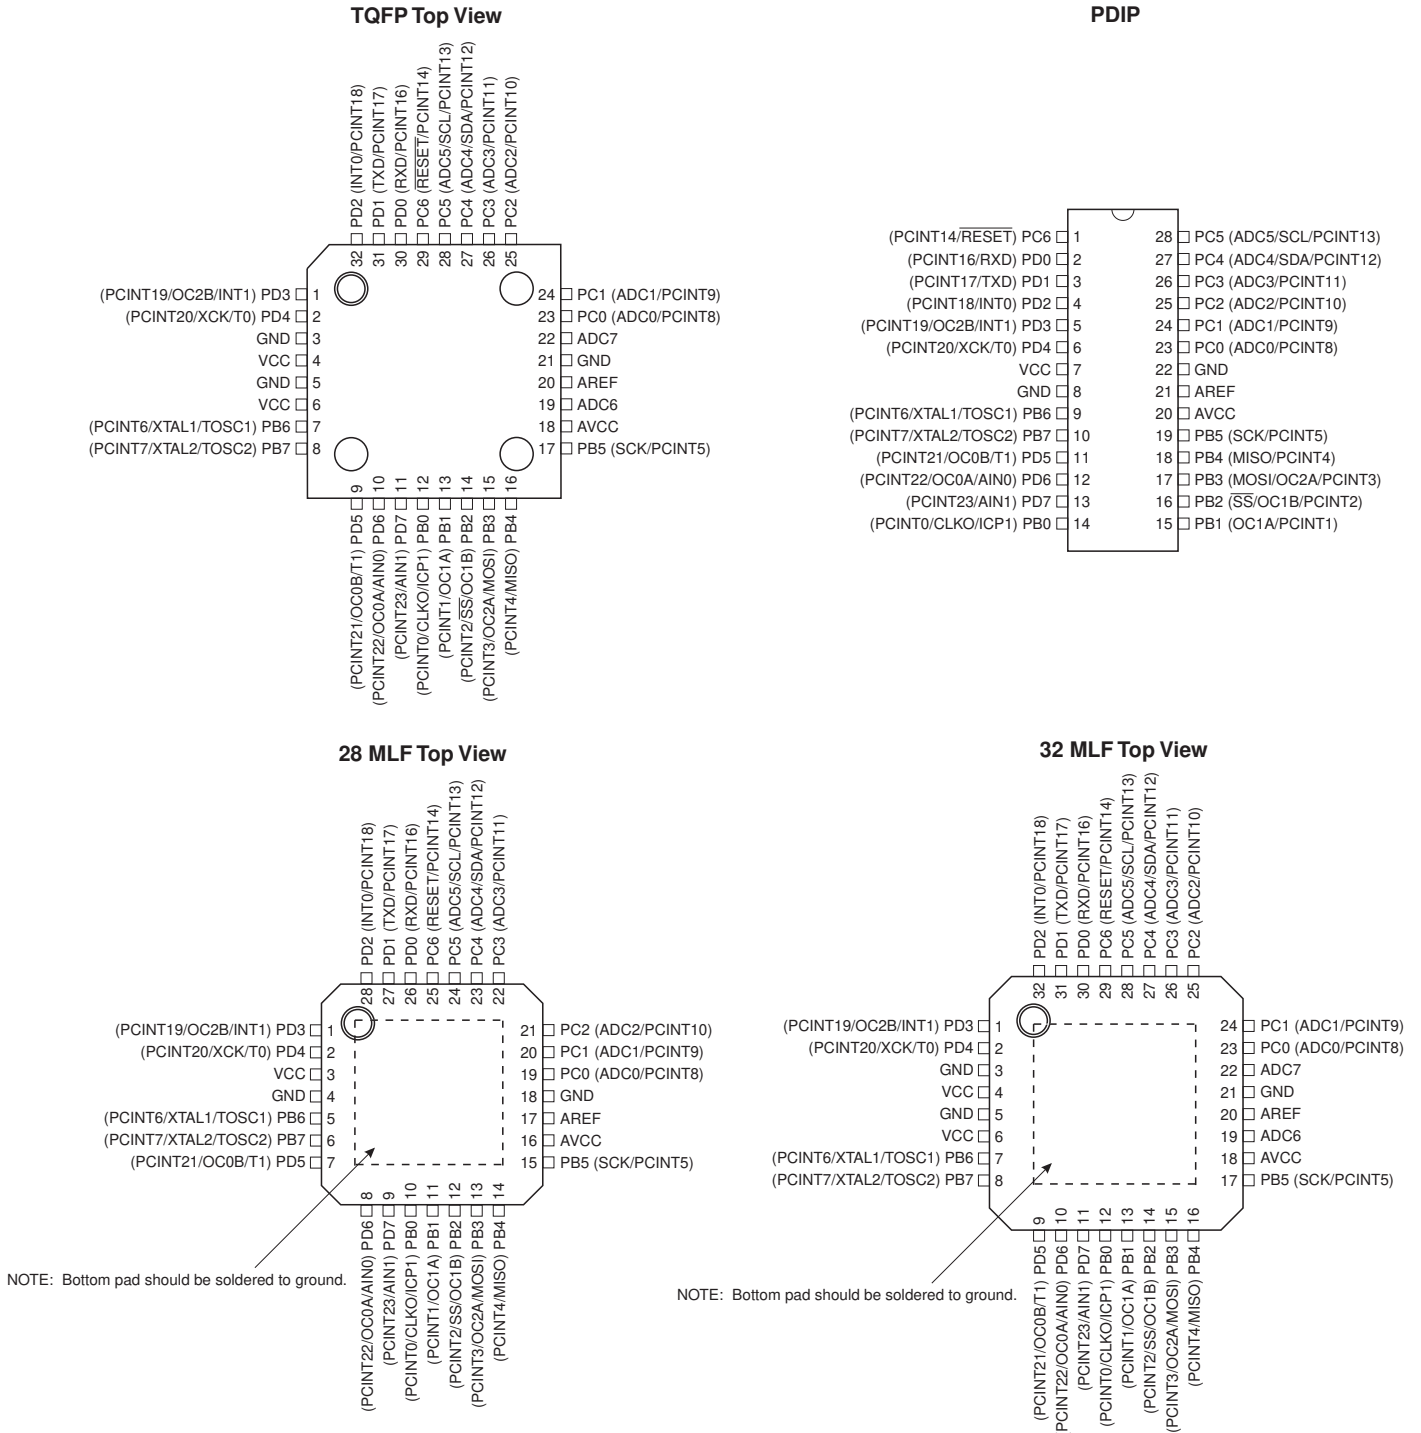 TQFP Top View
PD2 (INT0/PCINT18)
PD1 (TXD/PCINT17)
PD0 (RXD/PCINT16)
PC6 (RESET/PCINT14)
PC5 (ADC5/SCL/PCINT13)
PC4 (ADC4/SDA/PCINT12)
PC3 (ADC3/PCINT11)
PC2 (ADC2/PCINT10)
32
31
30
29
28
27
26
25
(PCINT19/OC2B/INT1) PD3 1
(PCINT20/XCK/T0) PD4 2
GND 3
VCC 4
GND 5
VCC 6
(PCINT6/XTAL1/TOSC1) PB6 7
(PCINT7/XTAL2/TOSC2) PB7 8
24 PC1 (ADC1/PCINT9)
23 PC0 (ADC0/PCINT8)
22 ADC7
21 GND
20 AREF
19 ADC6
18 AVCC
17 PB5 (SCK/PCINT5)
9
10
11
12
13
14
15
16
(PCINT21/OC0B/T1) PD5
(PCINT22/OC0A/AIN0) PD6
(PCINT23/AIN1) PD7
(PCINT0/CLKO/ICP1) PB0
(PCINT1/OC1A) PB1
(PCINT2/SS/OC1B) PB2
(PCINT3/OC2A/MOSI) PB3
(PCINT4/MISO) PB4
PDIP
(PCINT14/RESET) PC6 1
(PCINT16/RXD) PD0 2
(PCINT17/TXD) PD1 3
(PCINT18/INT0) PD2 4
(PCINT19/OC2B/INT1) PD3 5
(PCINT20/XCK/T0) PD4 6
VCC 7
GND 8
(PCINT6/XTAL1/TOSC1) PB6 9
(PCINT7/XTAL2/TOSC2) PB7 10
(PCINT21/OC0B/T1) PD5 11
(PCINT22/OC0A/AIN0) PD6 12
(PCINT23/AIN1) PD7 13
(PCINT0/CLKO/ICP1) PB0 14
28 PC5 (ADC5/SCL/PCINT13)
27 PC4 (ADC4/SDA/PCINT12)
26 PC3 (ADC3/PCINT11)
25 PC2 (ADC2/PCINT10)
24 PC1 (ADC1/PCINT9)
23 PC0 (ADC0/PCINT8)
22 GND
21 AREF
20 AVCC
19 PB5 (SCK/PCINT5)
18 PB4 (MISO/PCINT4)
17 PB3 (MOSI/OC2A/PCINT3)
16 PB2 (SS/OC1B/PCINT2)
15 PB1 (OC1A/PCINT1)
28 MLF Top View
PD2 (INT0/PCINT18)
PD1 (TXD/PCINT17)
PD0 (RXD/PCINT16)
PC6 (RESET/PCINT14)
PC5 (ADC5/SCL/PCINT13)
PC4 (ADC4/SDA/PCINT12)
PC3 (ADC3/PCINT11)
28
27
26
25
24
23
22
(PCINT19/OC2B/INT1) PD3 1
(PCINT20/XCK/T0) PD4 2
VCC 3
GND 4
(PCINT6/XTAL1/TOSC1) PB6 5
(PCINT7/XTAL2/TOSC2) PB7 6
(PCINT21/OC0B/T1) PD5 7
21 PC2 (ADC2/PCINT10)
20 PC1 (ADC1/PCINT9)
19 PC0 (ADC0/PCINT8)
18 GND
17 AREF
16 AVCC
15 PB5 (SCK/PCINT5)
8
9
10
11
12
13
14
(PCINT22/OC0A/AIN0) PD6
(PCINT23/AIN1) PD7
(PCINT0/CLKO/ICP1) PB0
(PCINT1/OC1A) PB1
(PCINT2/SS/OC1B) PB2
(PCINT3/OC2A/MOSI) PB3
(PCINT4/MISO) PB4
NOTE: Bottom pad should be soldered to ground.
32 MLF Top View
PD2 (INT0/PCINT18)
PD1 (TXD/PCINT17)
PD0 (RXD/PCINT16)
PC6 (RESET/PCINT14)
PC5 (ADC5/SCL/PCINT13)
PC4 (ADC4/SDA/PCINT12)
PC3 (ADC3/PCINT11)
PC2 (ADC2/PCINT10)
32
31
30
29
28
27
26
25
(PCINT19/OC2B/INT1) PD3 1
(PCINT20/XCK/T0) PD4 2
GND 3
VCC 4
GND 5
VCC 6
(PCINT6/XTAL1/TOSC1) PB6 7
(PCINT7/XTAL2/TOSC2) PB7 8
24 PC1 (ADC1/PCINT9)
23 PC0 (ADC0/PCINT8)
22 ADC7
21 GND
20 AREF
19 ADC6
18 AVCC
17 PB5 (SCK/PCINT5)
9
10
11
12
13
14
15
16
(PCINT21/OC0B/T1) PD5
PCINT22/OC0A/AIN0) PD6
(PCINT23/AIN1) PD7
(PCINT0/CLKO/ICP1) PB0
(PCINT1/OC1A) PB1
(PCINT2/SS/OC1B) PB2
PCINT3/OC2A/MOSI) PB3
(PCINT4/MISO) PB4
NOTE: Bottom pad should be soldered to ground.